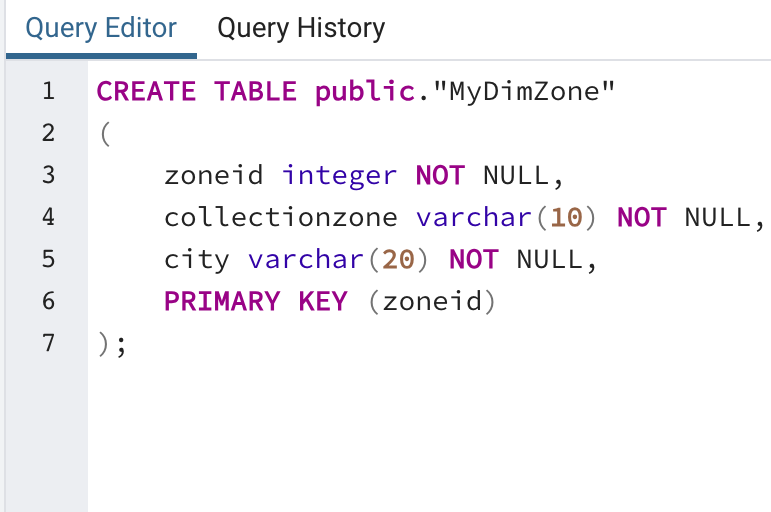 Query Editor Query History
1 CREATE TABLE public."MyDimZone"
2 (
3 zoneid integer NOT NULL,
4 collectionzone varchar(10) NOT NULL,
5 city varchar(20) NOT NULL,
6 PRIMARY KEY (zoneid)
7 );